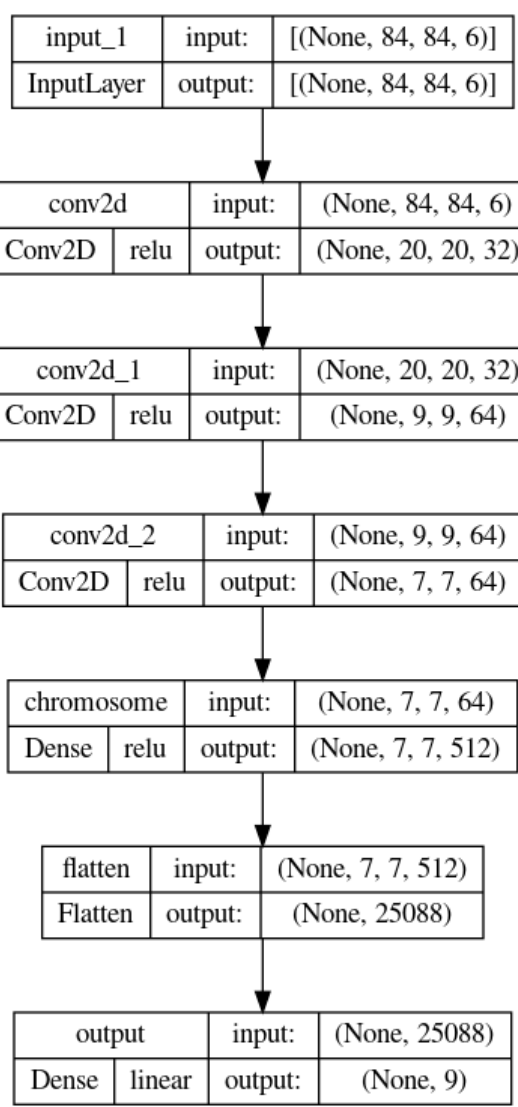 input_1 input: [(None, 84, 84, 6)]
InputLayer output: [(None, 84, 84, 6)]
conv2d input: (None, 84, 84, 6)
Conv2D relu output: (None, 20, 20, 32)
conv2d_1 input: (None, 20, 20, 32)
Conv2D relu output: (None, 9, 9, 64)
conv2d_2 input: (None, 9, 9, 64)
Conv2D relu output: (None, 7, 7, 64)
chromosome input: (None, 7, 7, 64)
Dense relu output: (None, 7, 7, 512)
flatten input: (None, 7, 7, 512)
Flatten output: (None, 25088)
output input: (None, 25088)
Dense linear output: (None, 9)